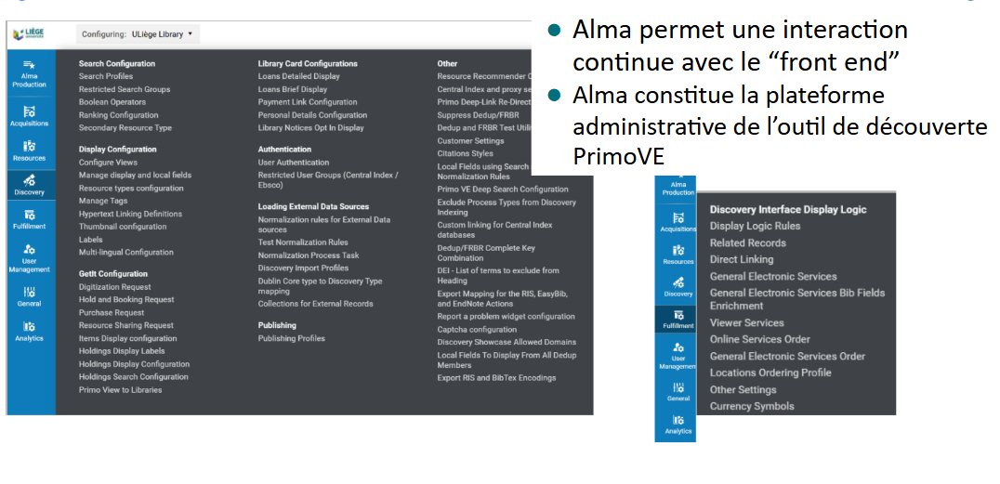 LIÈGE
université
Configuring: ULiège Library
Alma
Production
Acquisitions
Resources
Discovery
Fulfillment
User
Management
General
Analytics
Search Configuration
Search Profiles
Restricted Search Groups
Boolean Operators
Ranking Configuration
Secondary Resource Type
Display Configuration
Configure Views
Manage display and local fields
Resource types configuration
Manage Tags
Hypertext Linking Definitions
Thumbnail configuration
Labels
Multi-lingual Configuration
GetIt Configuration
Digitization Request
Hold and Booking Request
Purchase Request
Resource Sharing Request
Items Display configuration
Holdings Display Labels
Holdings Display Configuration
Holdings Search Configuration
Primo View to Libraries
Library Card Configurations
Loans Detailed Display
Loans Brief Display
Payment Link Configuration
Personal Details Configuration
Library Notices Opt In Display
Authentication
User Authentication
Restricted User Groups (Central Index /
Ebsco)
Loading External Data Sources
Normalization rules for External Data
sources
Test Normalization Rules
Normalization Process Task
Discovery Import Profiles
Dublin Core type to Discovery Type
mapping
Collections for External Records
Publishing
Publishing Profiles
Other
Resource Recommender
Central Index and proxy
Primo Deep-Link Re-Direct
Suppress Dedup/FRBR
Dedup and FRBR Test
Customer Settings
Citations Styles
Local Fields using Search
Normalization Rules
Primo VE Deep Search Configuration
Exclude Process Types from Discovery
Indexing
Custom linking for Central Index
databases
Dedup/FRBR Complete Key
Combination
DEI - List of terms to exclude from
Heading
Export Mapping for the RIS, EasyBib,
and EndNote Actions
Report a problem widget configuration
Captcha configuration
Discovery Showcase Allowed Domains
Local Fields To Display From All Dedup
Members
Export RIS and BibTex Encodings
● Alma permet une interaction
continue avec le “front end”
● Alma constitue la plateforme
administrative de l’outil de découverte
PrimoVE
Alma
Production
Acquisitions
Resources
Discovery
Fulfillment
User
Management
General
Analytics
Discovery Interface Display Logic
Display Logic Rules
Related Records
Direct Linking
General Electronic Services
General Electronic Services Bib Fields
Enrichment
Viewer Services
Online Services Order
General Electronic Services Order
Locations Ordering Profile
Other Settings
Currency Symbols